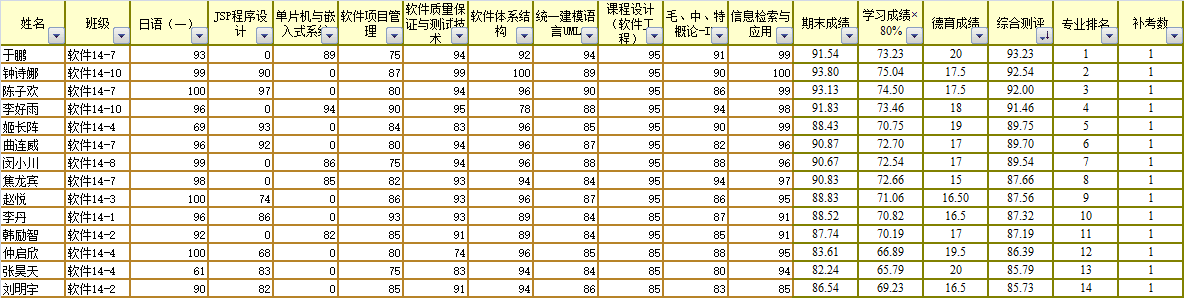 姓名 班级 日语（一） JSP程序设计 单片机与嵌入式系统 软件项目管理 软件质量保证与测试技术 软件体系结构 统一建模语言UML 课程设计（软件工程） 毛、中、特概论-I 信息检索与应用 期末成绩 学习成绩×80% 德育成绩 综合测评 专业排名 补考数
于鹏 软件14-7 93 0 89 75 94 92 94 95 91 99 91.54 73.23 20 93.23 1 1
钟诗娜 软件14-10 99 90 0 87 99 100 89 95 90 100 93.80 75.04 17.5 92.54 2 1
陈子欢 软件14-7 100 97 0 80 94 96 90 95 86 99 93.13 74.50 17.5 92.00 3 1
李好雨 软件14-10 96 0 94 90 95 78 88 95 94 98 91.83 73.46 18 91.46 4 1
姬长阵 软件14-4 69 93 0 84 83 96 85 95 90 99 88.43 70.75 19 89.75 5 1
曲连威 软件14-7 96 92 0 80 94 96 87 95 82 96 90.87 72.70 17 89.70 6 1
闵小川 软件14-8 99 0 86 75 94 96 88 95 88 96 90.67 72.54 17 89.54 7 1
焦龙宾 软件14-7 98 0 85 82 93 94 84 95 94 97 90.83 72.66 15 87.66 8 1
赵悦 软件14-3 100 74 0 86 93 96 87 95 86 95 88.83 71.06 16.50 87.56 9 1
李丹 软件14-1 96 86 0 93 93 89 84 85 87 91 88.52 70.82 16.5 87.32 10 1
韩励智 软件14-2 92 0 82 85 91 89 84 95 85 91 87.74 70.19 17 87.19 11 1
仲启欣 软件14-4 100 68 0 80 74 96 85 85 88 95 83.61 66.89 19.5 86.39 12 1
张昊天 软件14-4 61 83 0 75 83 94 84 85 80 94 82.24 65.79 20 85.79 13 1
刘明宇 软件14-2 90 82 0 85 91 94 86 85 83 85 86.54 69.23 16.5 85.73 14 1